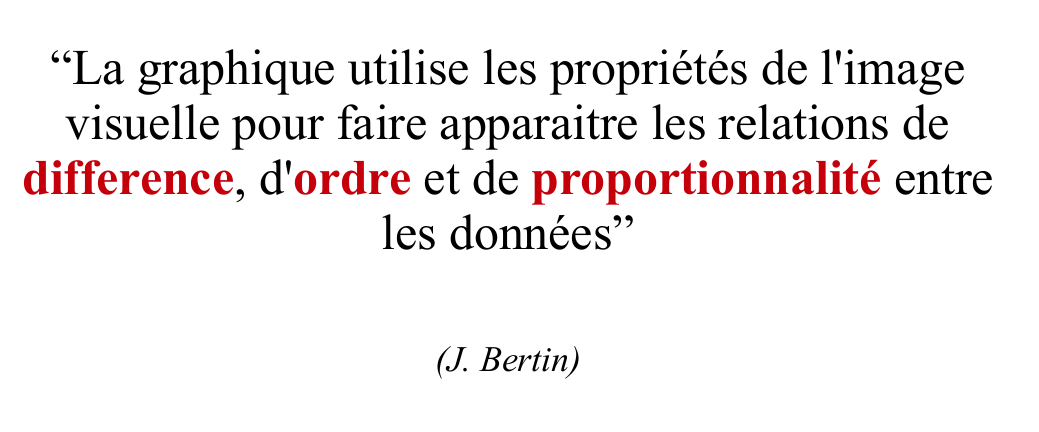 “La graphique utilise les propriétés de l'image
visuelle pour faire apparaitre les relations de
difference, d'ordre et de proportionnalité entre
les données”
(J. Bertin)